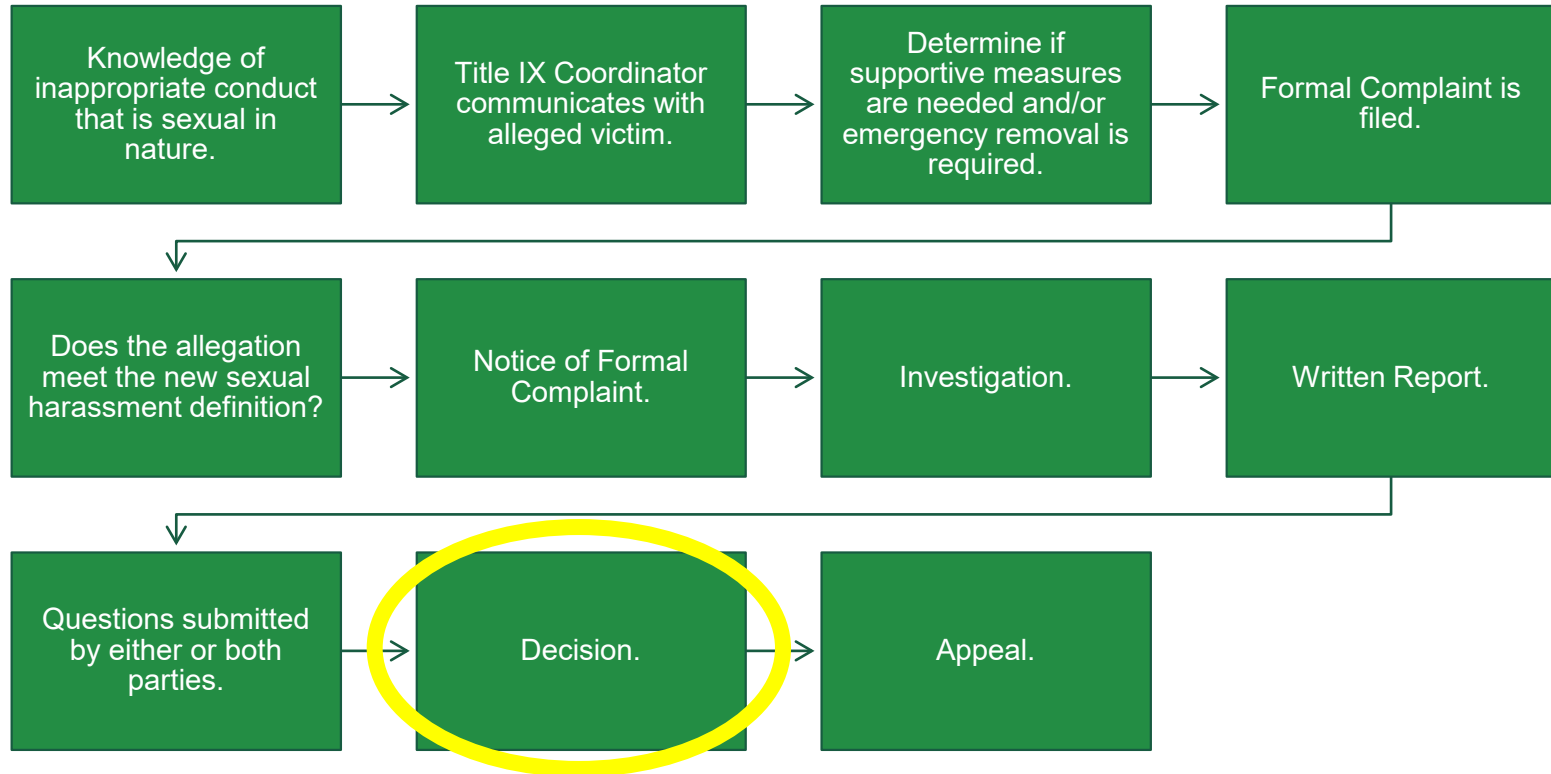 Knowledge of
inappropriate conduct
that is sexual in
nature.
Title IX Coordinator
communicates with
alleged victim.
Determine if
supportive measures
are needed and/or
emergency removal is
required.
Formal Complaint is
filed.
Does the allegation
meet the new sexual
harassment definition?
Notice of Formal
Complaint.
Investigation.
Written Report.
Questions submitted
by either or both
parties.
Decision.
Appeal.